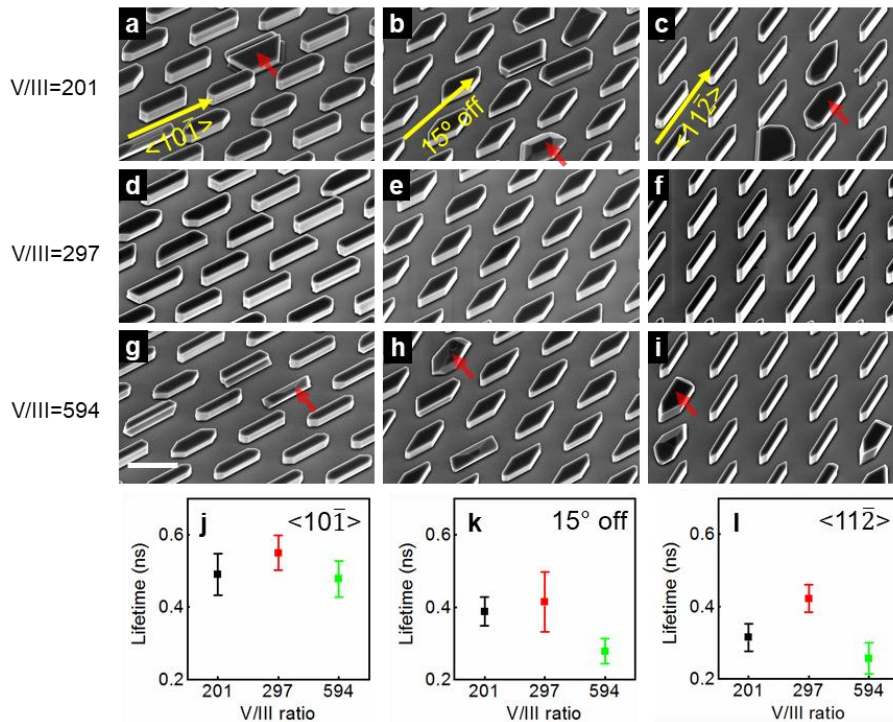 a
b
c
V/III=201
<101̄>
15° off
<112̄>
d
e
f
V/III=297
g
h
i
V/III=594
j
<101̄>
k
15° off
l
<112̄>
Lifetime (ns)
0.6
0.4
0.2
201 297 594
V/III ratio
Lifetime (ns)
0.6
0.4
0.2
201 297 594
V/III ratio
Lifetime (ns)
0.6
0.4
0.2
201 297 594
V/III ratio